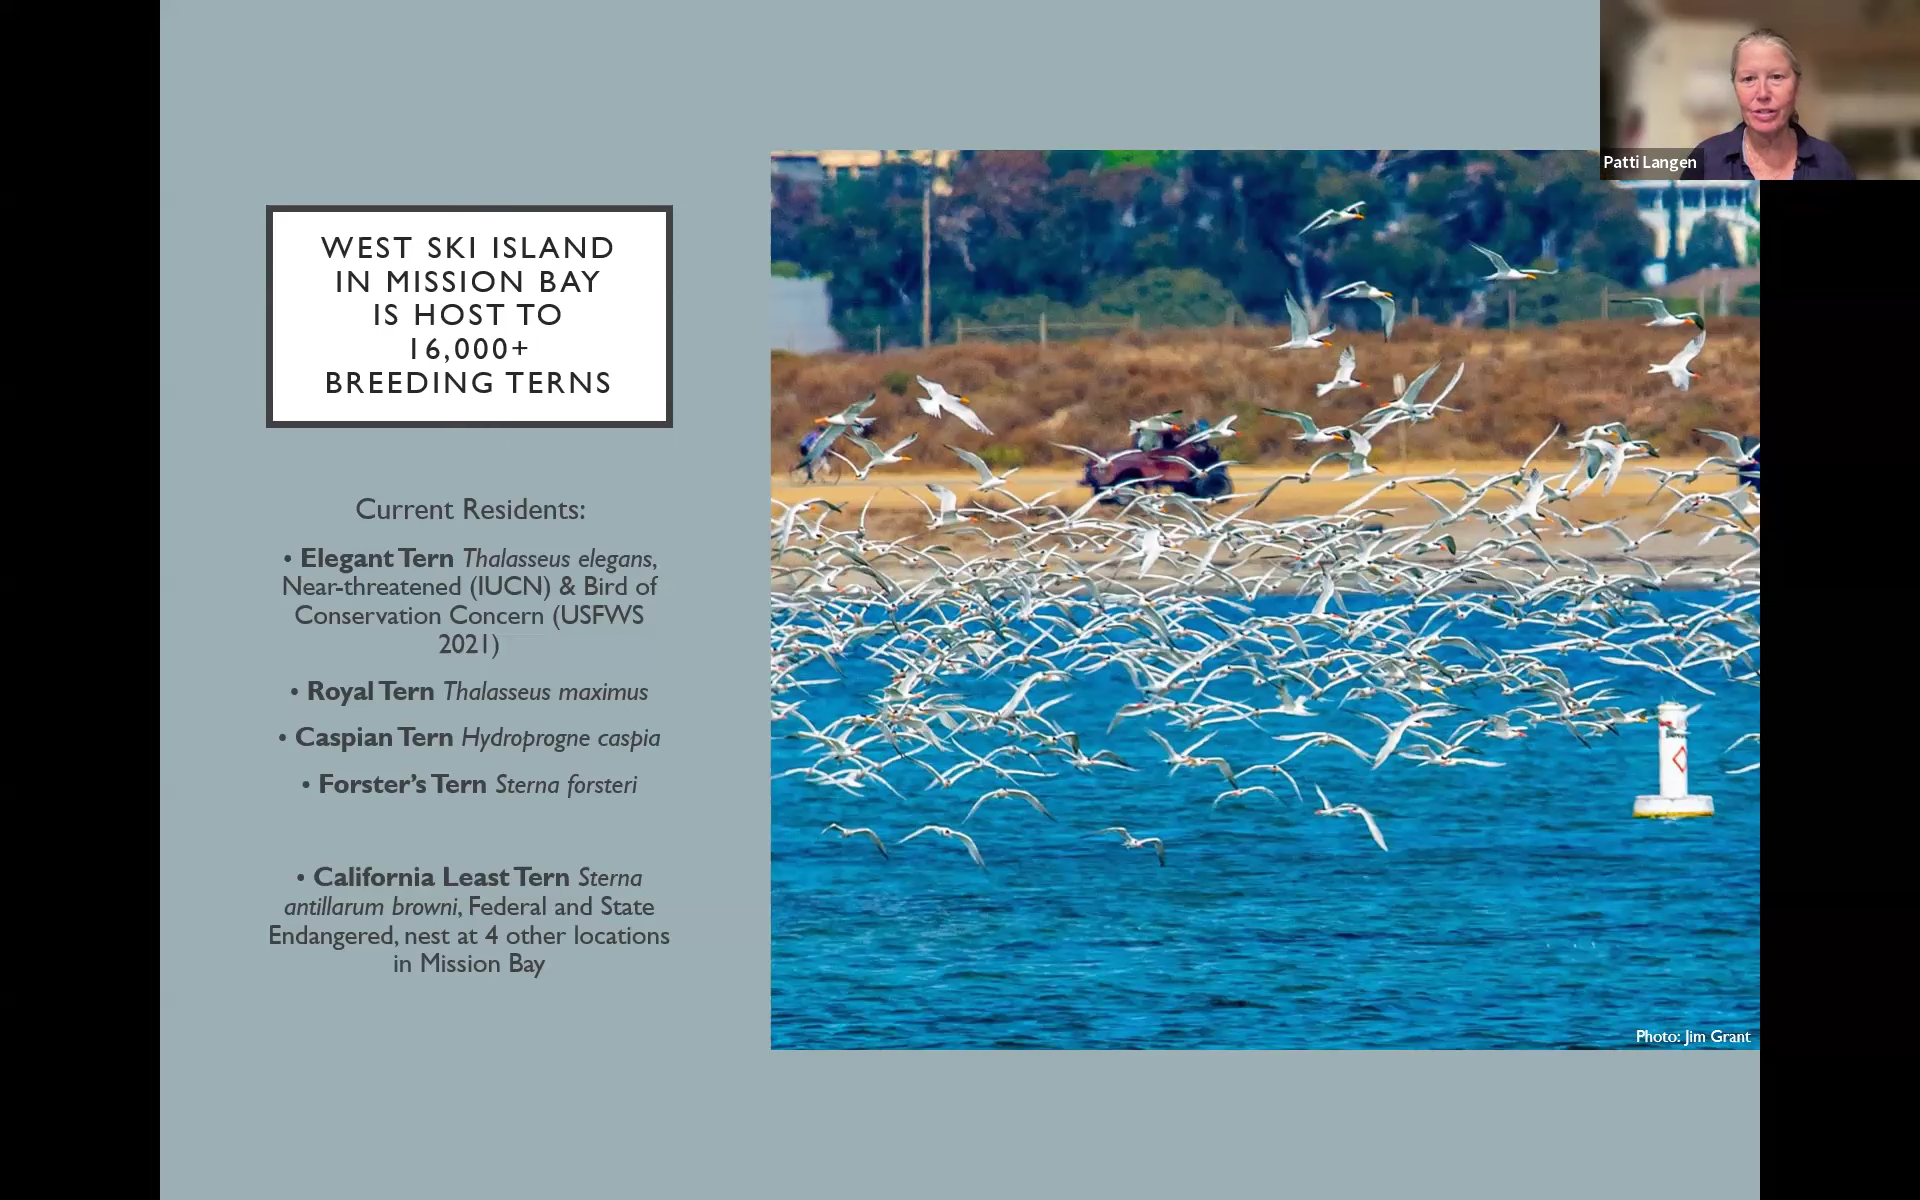 Patti Langen
WEST SKI ISLAND
IN MISSION BAY
IS HOST TO
16,000+
BREEDING TERNS
Current Residents:
• Elegant Tern Thalasseus elegans,
Near-threatened (IUCN) & Bird of
Conservation Concern (USFWS
2021)
• Royal Tern Thalasseus maximus
• Caspian Tern Hydroprogne caspia
• Forster’s Tern Sterna forsteri
• California Least Tern Sterna
antillarum browni, Federal and State
Endangered, nest at 4 other locations
in Mission Bay
Photo: Jim Grant